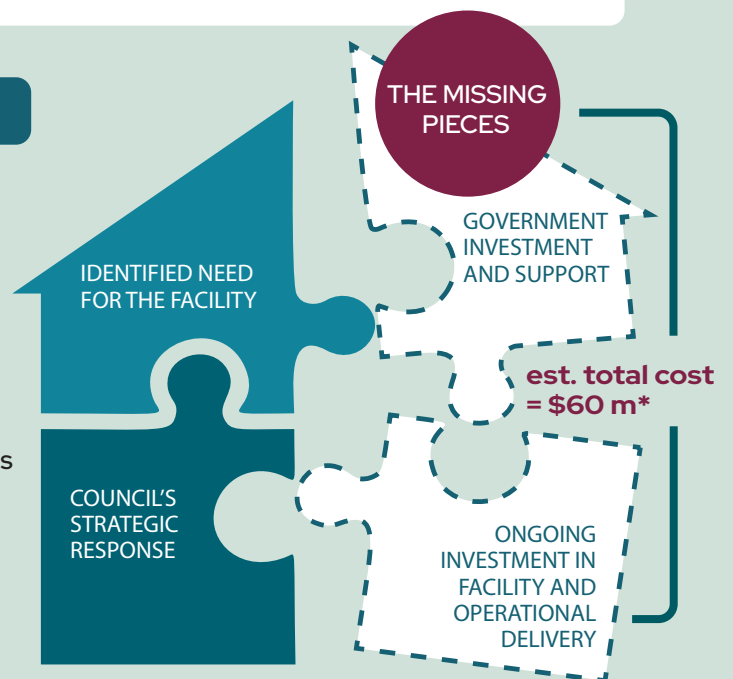 THE MISSING
PIECES
IDENTIFIED NEED
FOR THE FACILITY
GOVERNMENT
INVESTMENT
AND SUPPORT
est. total cost
= $60 m*
s
COUNCIL'S
STRATEGIC
RESPONSE
ONGOING
INVESTMENT IN
FACILITY AND
OPERATIONAL
DELIVERY